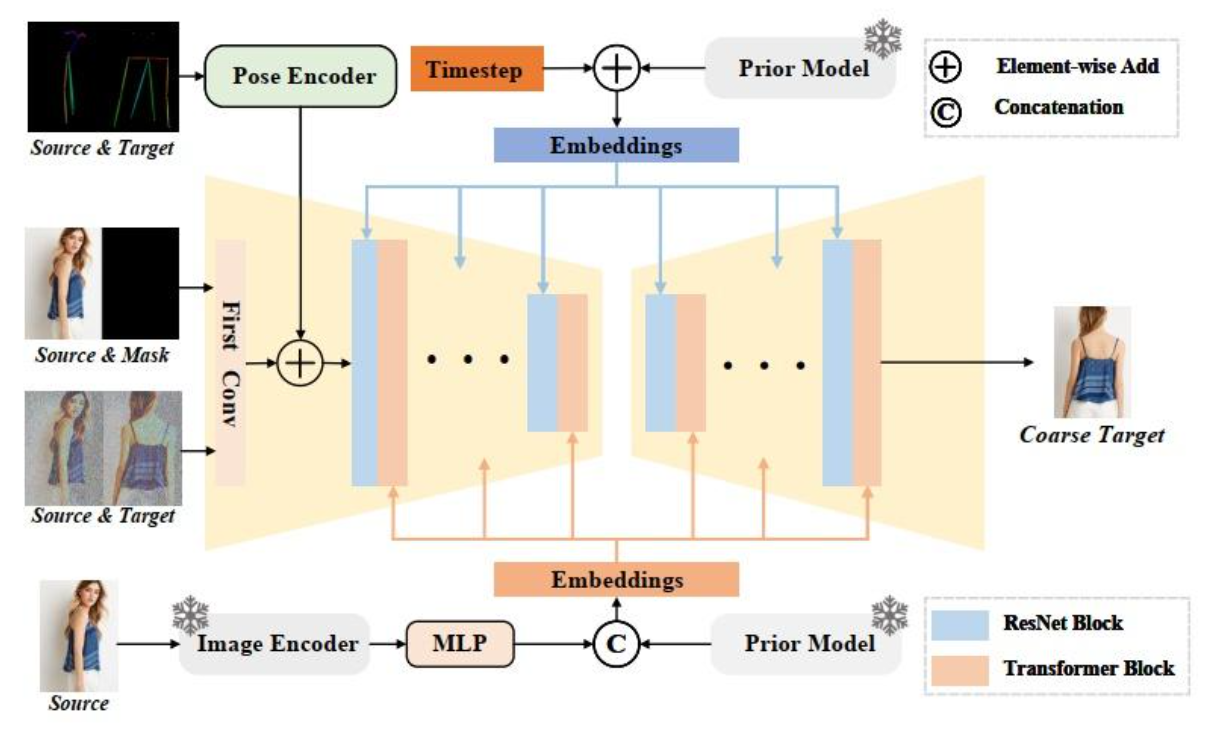 Pose Encoder
Timestep
Prior Model
Element-wise Add
C
Concatenation
Source & Target
Embeddings
First Conv
Source & Mask
Source & Target
Coarse Target
Embeddings
Source
Image Encoder
MLP
C
Prior Model
ResNet Block
Transformer Block